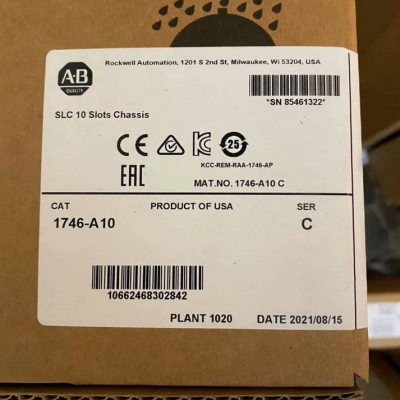 Rockwell Automation, 1201 S 2nd St, Milwaukee, Wi 53204, USA
A-B
QUALITY
*SN 85461322*
SLC 10 Slots Chassis
CE
25
KCC-REM-RAA-1746-AP
EAC
MAT.NO. 1746-A10 C
CAT
PRODUCT OF USA
SER
1746-A10
C
10662468302842
PLANT 1020
DATE 2021/08/15